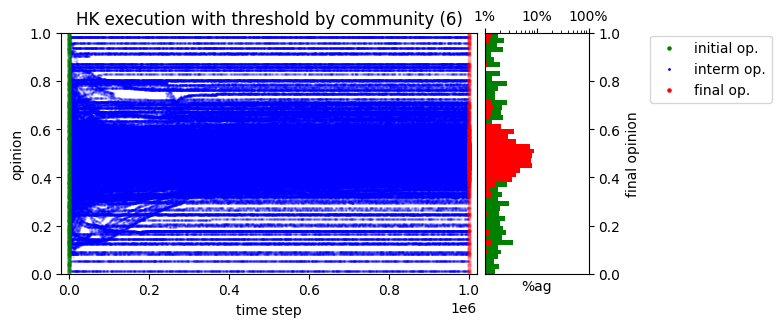 HK execution with threshold by community (6)
1% 10% 100%
initial op.
interm op.
final op.
1.0
0.8
0.6
0.4
0.2
0.0
opinion
1.0
0.8
0.6
0.4
0.2
0.0
final opinion
0.0 0.2 0.4 0.6 0.8 1.0
time step
1e6
%ag